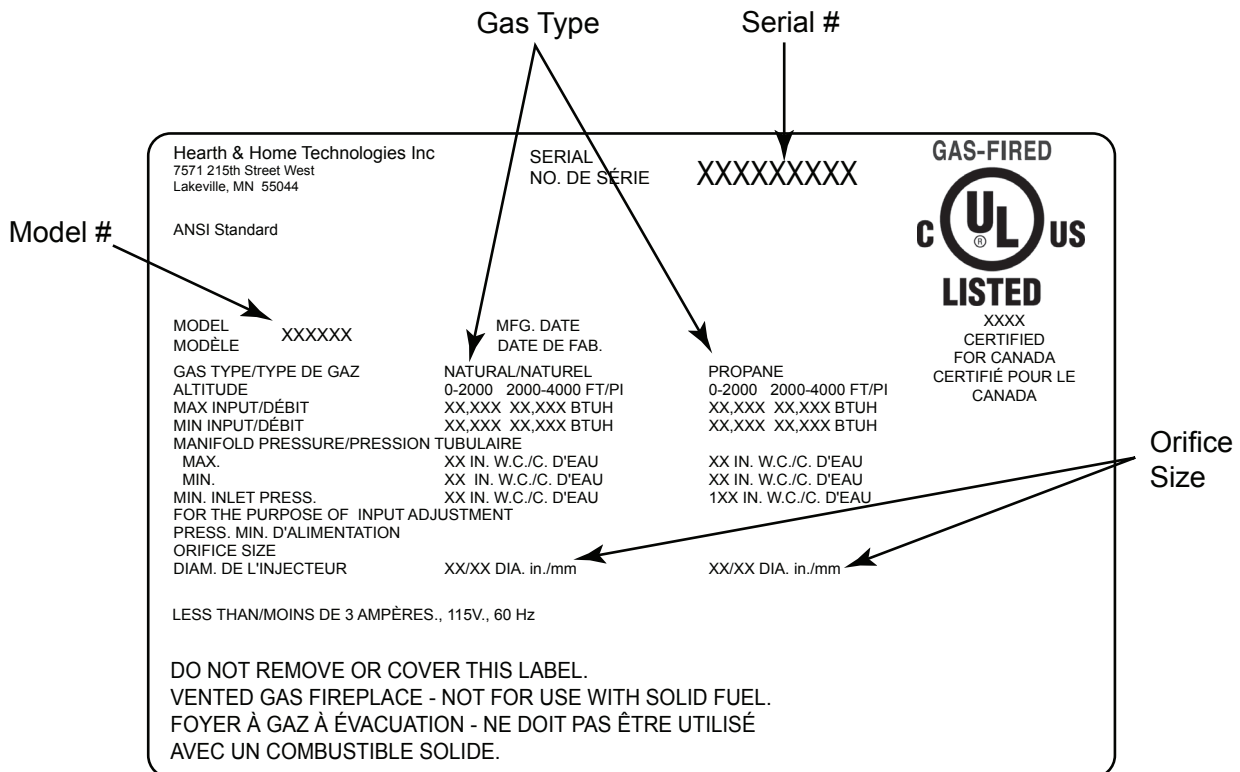 Gas Type
Serial #
Hearth & Home Technologies Inc
7571 215th Street West
Lakeville, MN 55044
SERIAL
NO. DE SÉRIE
XXXXXXXXX
GAS-FIRED
C UL US
®
LISTED
XXXX
CERTIFIED
FOR CANADA
CERTIFIÉ POUR LE
CANADA
Model #
ANSI Standard
MODEL
MODÈLE
XXXXXX
MFG. DATE
DATE DE FAB.
GAS TYPE/TYPE DE GAZ NATURAL/NATUREL PROPANE
ALTITUDE 0-2000 2000-4000 FT/PI 0-2000 2000-4000 FT/PI
MAX INPUT/DÉBIT XX,XXX XX,XXX BTUH XX,XXX XX,XXX BTUH
MIN INPUT/DÉBIT XX,XXX XX,XXX BTUH XX,XXX XX,XXX BTUH
MANIFOLD PRESSURE/PRESSION TUBULAIRE
MAX. XX IN. W.C./C. D'EAU XX IN. W.C./C. D'EAU
MIN. XX IN. W.C./C. D'EAU XX IN. W.C./C. D'EAU
MIN. INLET PRESS. XX IN. W.C./C. D'EAU 1XX IN. W.C./C. D'EAU
FOR THE PURPOSE OF INPUT ADJUSTMENT
PRESS. MIN. D'ALIMENTATION
ORIFICE SIZE
DIAM. DE L'INJECTEUR XX/XX DIA. in./mm XX/XX DIA. in./mm
Orifice
Size
LESS THAN/MOINS DE 3 AMPÈRES., 115V., 60 Hz
DO NOT REMOVE OR COVER THIS LABEL.
VENTED GAS FIREPLACE - NOT FOR USE WITH SOLID FUEL.
FOYER À GAZ À ÉVACUATION - NE DOIT PAS ÊTRE UTILISÉ
AVEC UN COMBUSTIBLE SOLIDE.